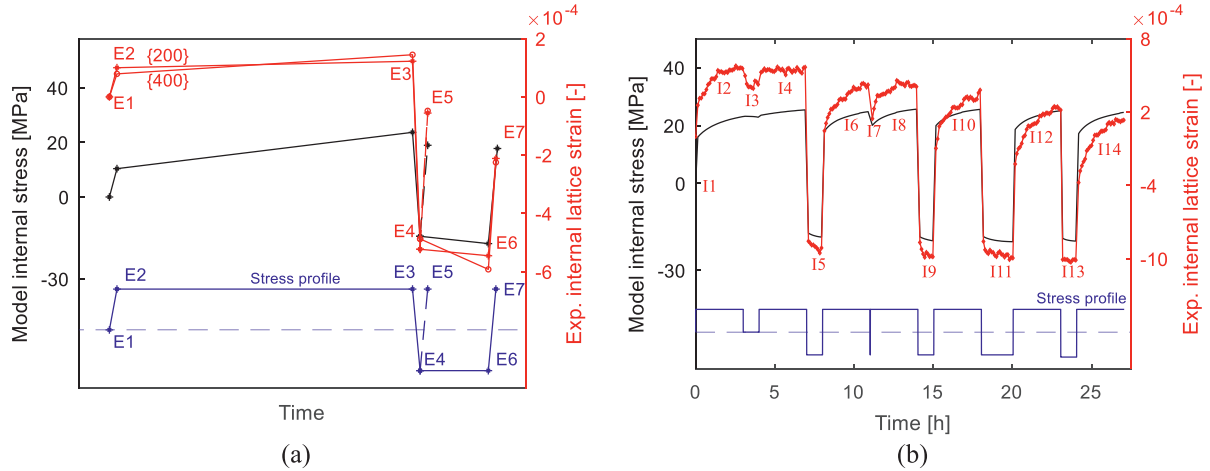 ×10⁻⁴
2
0
-2
-4
-6
Exp. internal lattice strain [-]
40
20
0
-30
Model internal stress [MPa]
E2 {200}
{400}
E1
E3
E5
E7
E4
E6
E2 Stress profile E3 E5 E7
E1
E4 E6
Time
(a)
×10⁻⁴
8
2
-4
-10
Exp. internal lattice strain [-]
40
20
0
-30
Model internal stress [MPa]
I2 I3 I4
I6 I7 I8
I10
I12
I14
I1
I5 I9 I11 I13
Stress profile
0 5 10 15 20 25
Time [h]
(b)